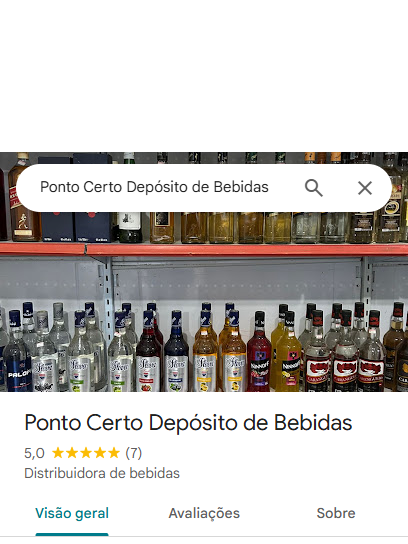 Ponto Certo Depósito de Bebidas
Ponto Certo Depósito de Bebidas
5,0 (7)
Distribuidora de bebidas
Visão geral
Avaliações
Sobre